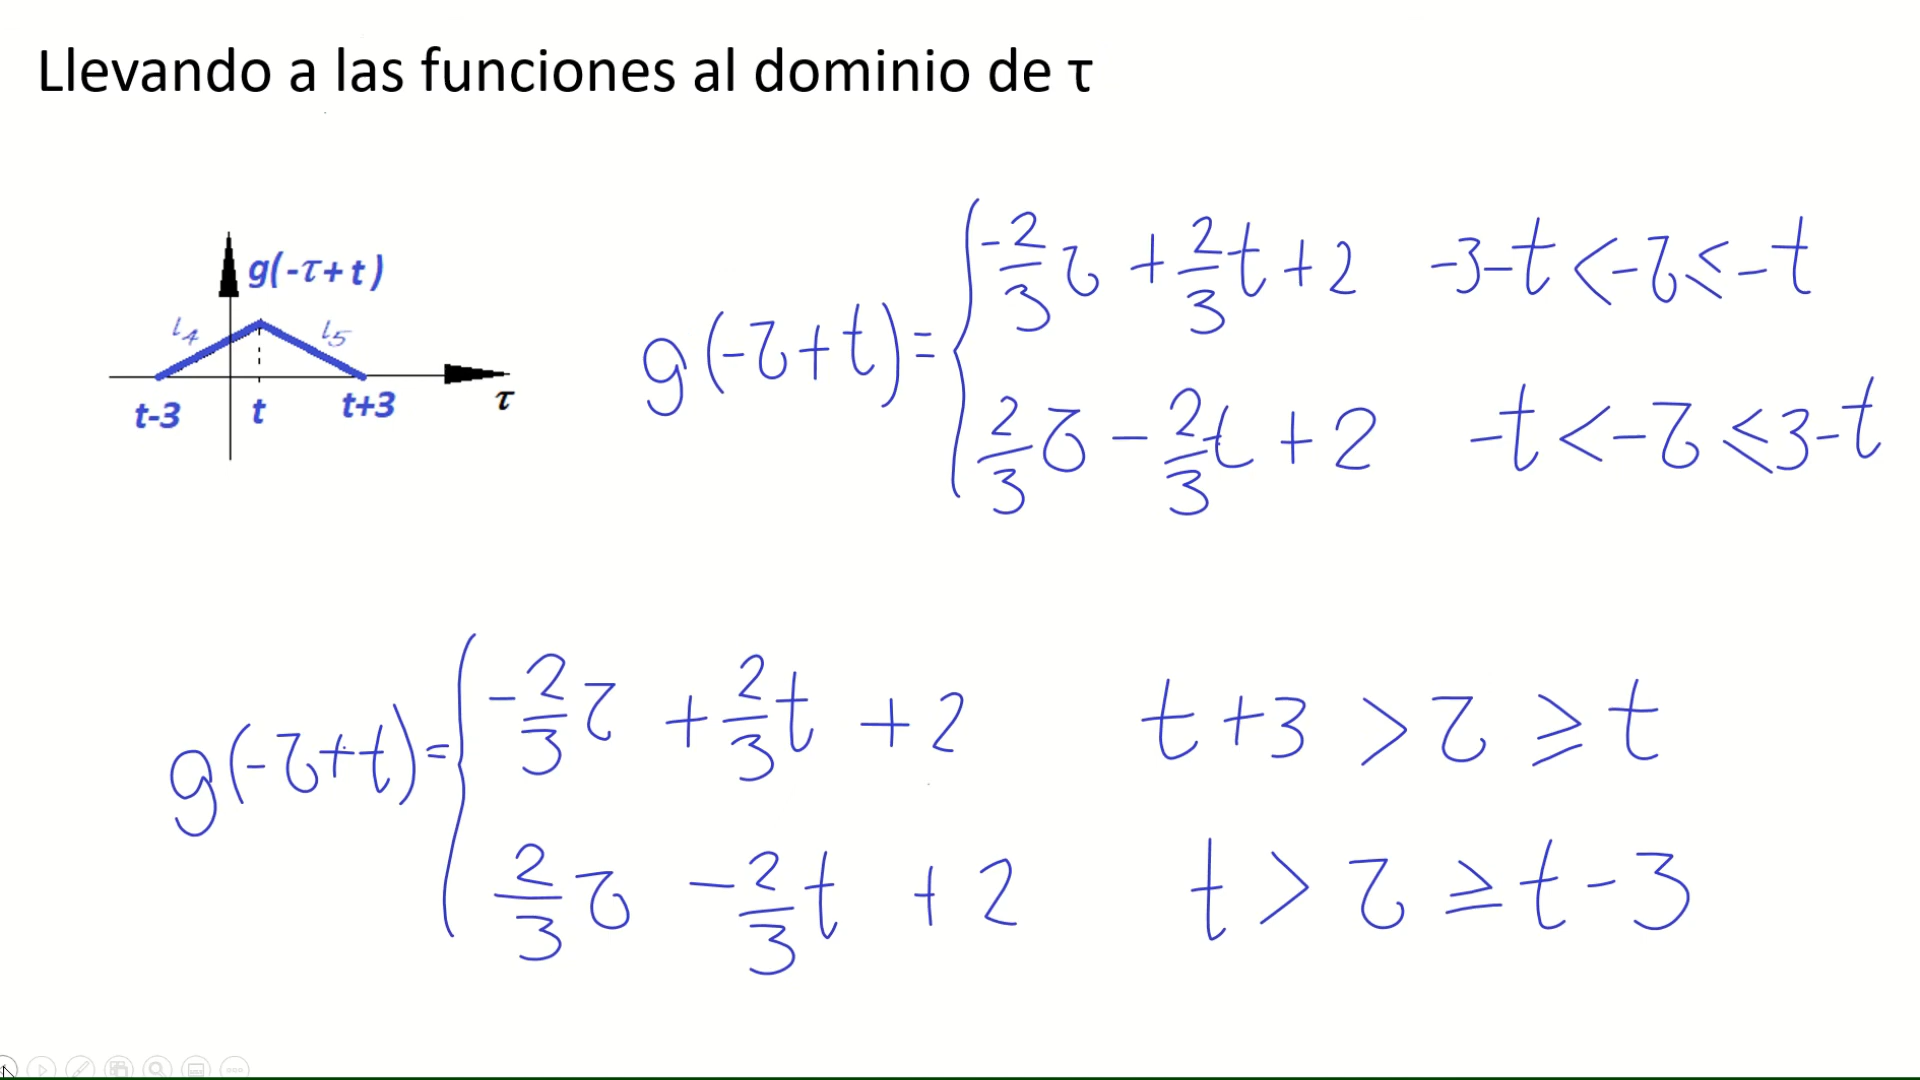 Llevando a las funciones al dominio de τ
g(-τ+t)
l4
l5
t-3
t
t+3
τ
g(-τ+t)=
-2/3τ + 2/3t + 2   -3-t < -τ ≤ -t
2/3τ - 2/3t + 2   -t < -τ ≤ 3-t
g(-τ+t)=
-2/3τ + 2/3t + 2   t+3 > τ ≥ t
2/3τ - 2/3t + 2   t > τ ≥ t-3